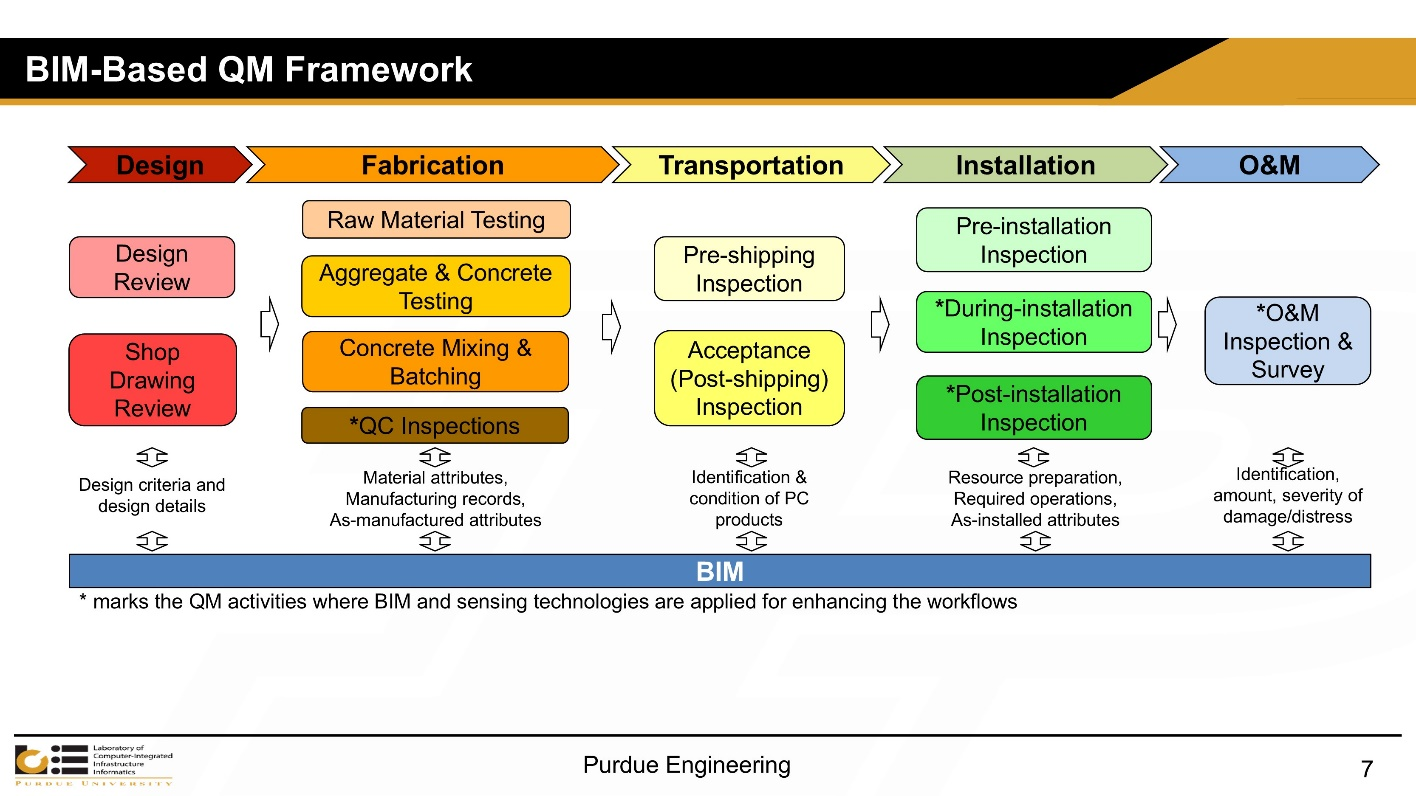 BIM-Based QM Framework
Design
Fabrication
Transportation
Installation
O&M
Design
Review
Shop
Drawing
Review
Raw Material Testing
Aggregate & Concrete
Testing
Concrete Mixing &
Batching
*QC Inspections
Pre-shipping
Inspection
Acceptance
(Post-shipping)
Inspection
Pre-installation
Inspection
*During-installation
Inspection
*Post-installation
Inspection
*O&M
Inspection &
Survey
Design criteria and
design details
Material attributes,
Manufacturing records,
As-manufactured attributes
Identification &
condition of PC
products
Resource preparation,
Required operations,
As-installed attributes
Identification,
amount, severity of
damage/distress
BIM
* marks the QM activities where BIM and sensing technologies are applied for enhancing the workflows
Laboratory of
Computer-Integrated
Infrastructure
Informatics
PURDUE UNIVERSITY
Purdue Engineering
7